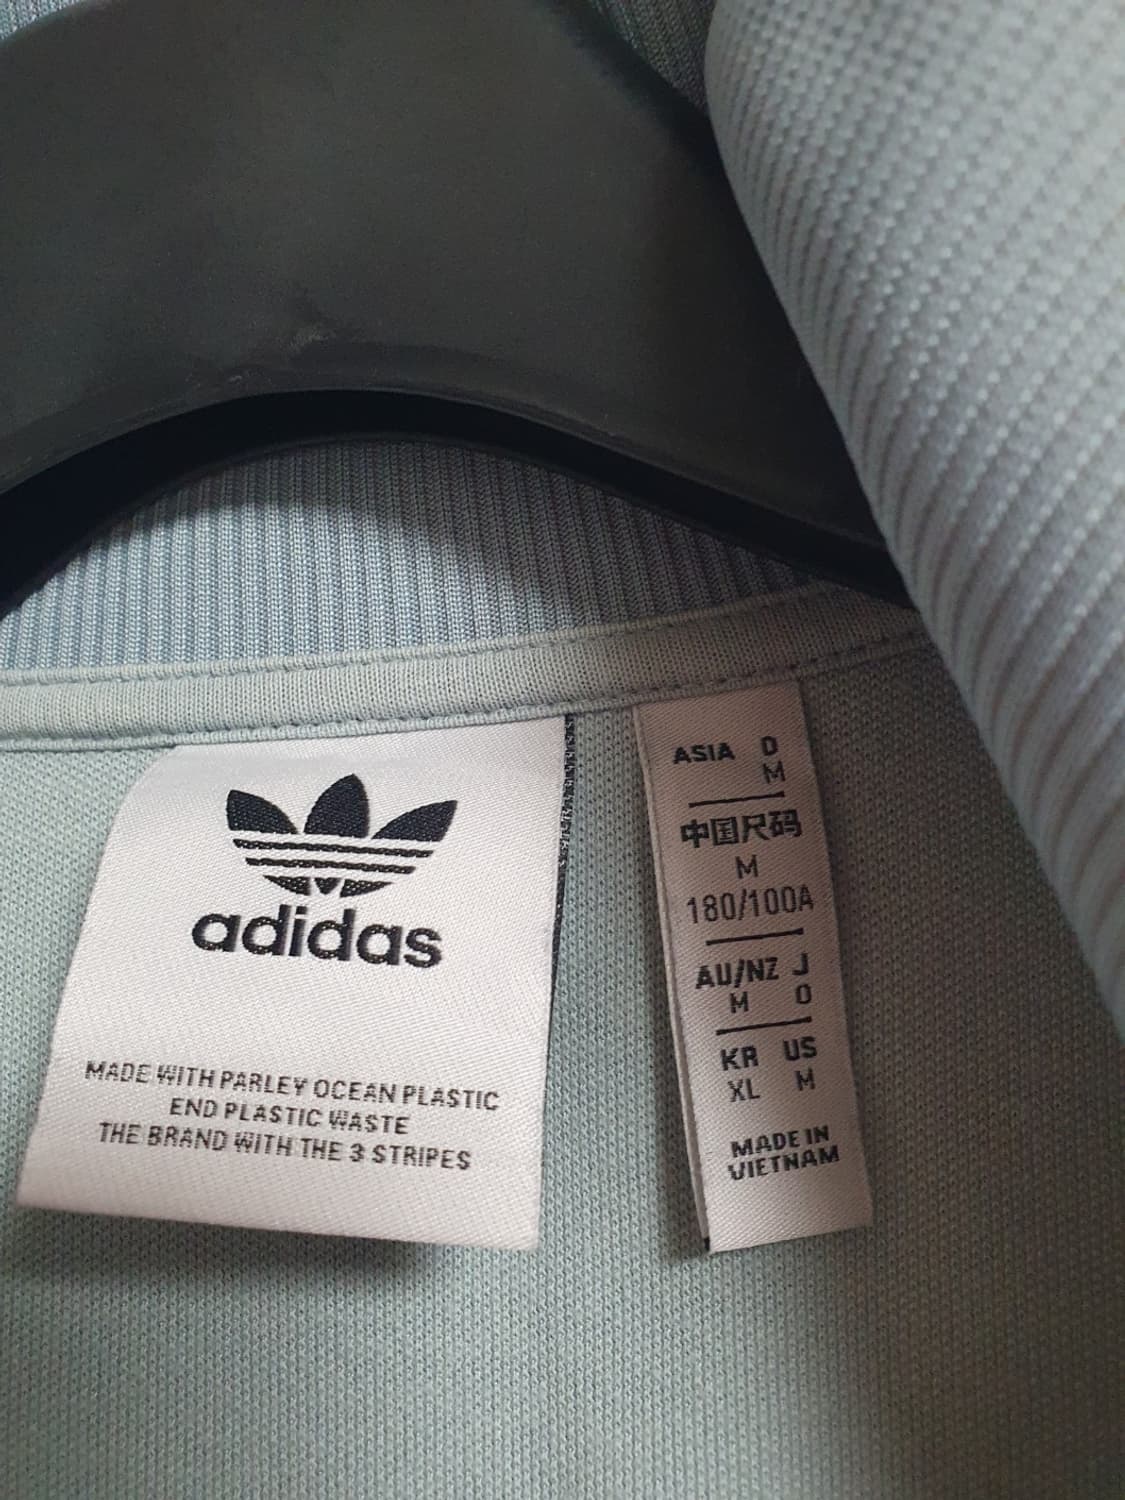 adidas
MADE WITH PARLEY OCEAN PLASTIC
END PLASTIC WASTE
THE BRAND WITH THE 3 STRIPES
ASIA D
M
中国尺码
M
180/100A
AU/NZ J
M O
KR US
XL M
MADE IN
VIETNAM